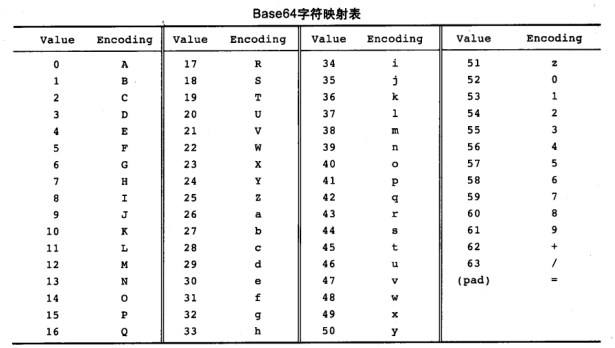 Base64字符映射表
Value Encoding Value Encoding Value Encoding Value Encoding
0 A 17 R 34 i 51 z
1 B 18 S 35 j 52 0
2 C 19 T 36 k 53 1
3 D 20 U 37 l 54 2
4 E 21 V 38 m 55 3
5 F 22 W 39 n 56 4
6 G 23 X 40 o 57 5
7 H 24 Y 41 p 58 6
8 I 25 Z 42 q 59 7
9 J 26 a 43 r 60 8
10 K 27 b 44 s 61 9
11 L 28 c 45 t 62 +
12 M 29 d 46 u 63 /
13 N 30 e 47 v (pad) =
14 O 31 f 48 w
15 P 32 g 49 x
16 Q 33 h 50 y